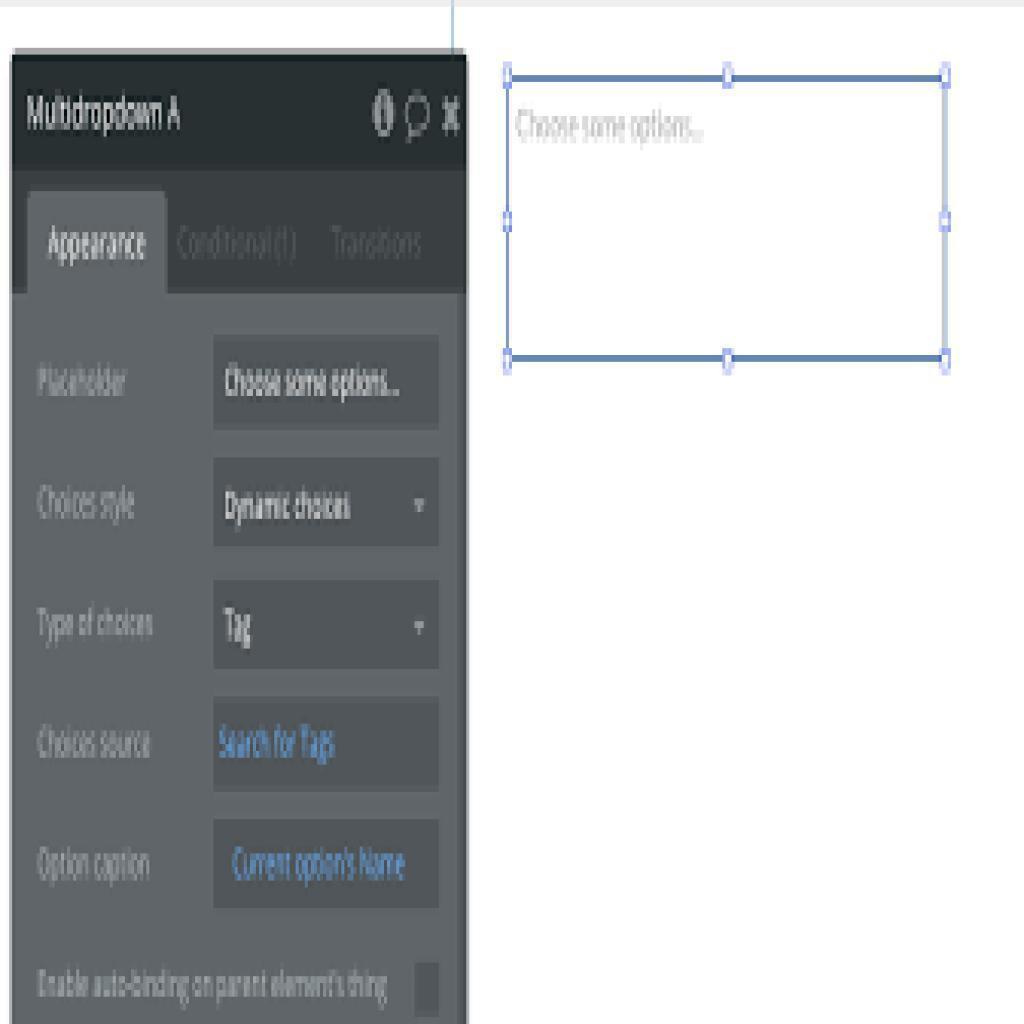 Multidropdown A
Appearance Conditional (1) Transitions
Placeholder Choose some options...
Choices style Dynamic choices
Type of choices Tag
Choices source Search for Tags
Option caption Current option's Name
Enable auto-binding on parent element's thing
Choose some options...